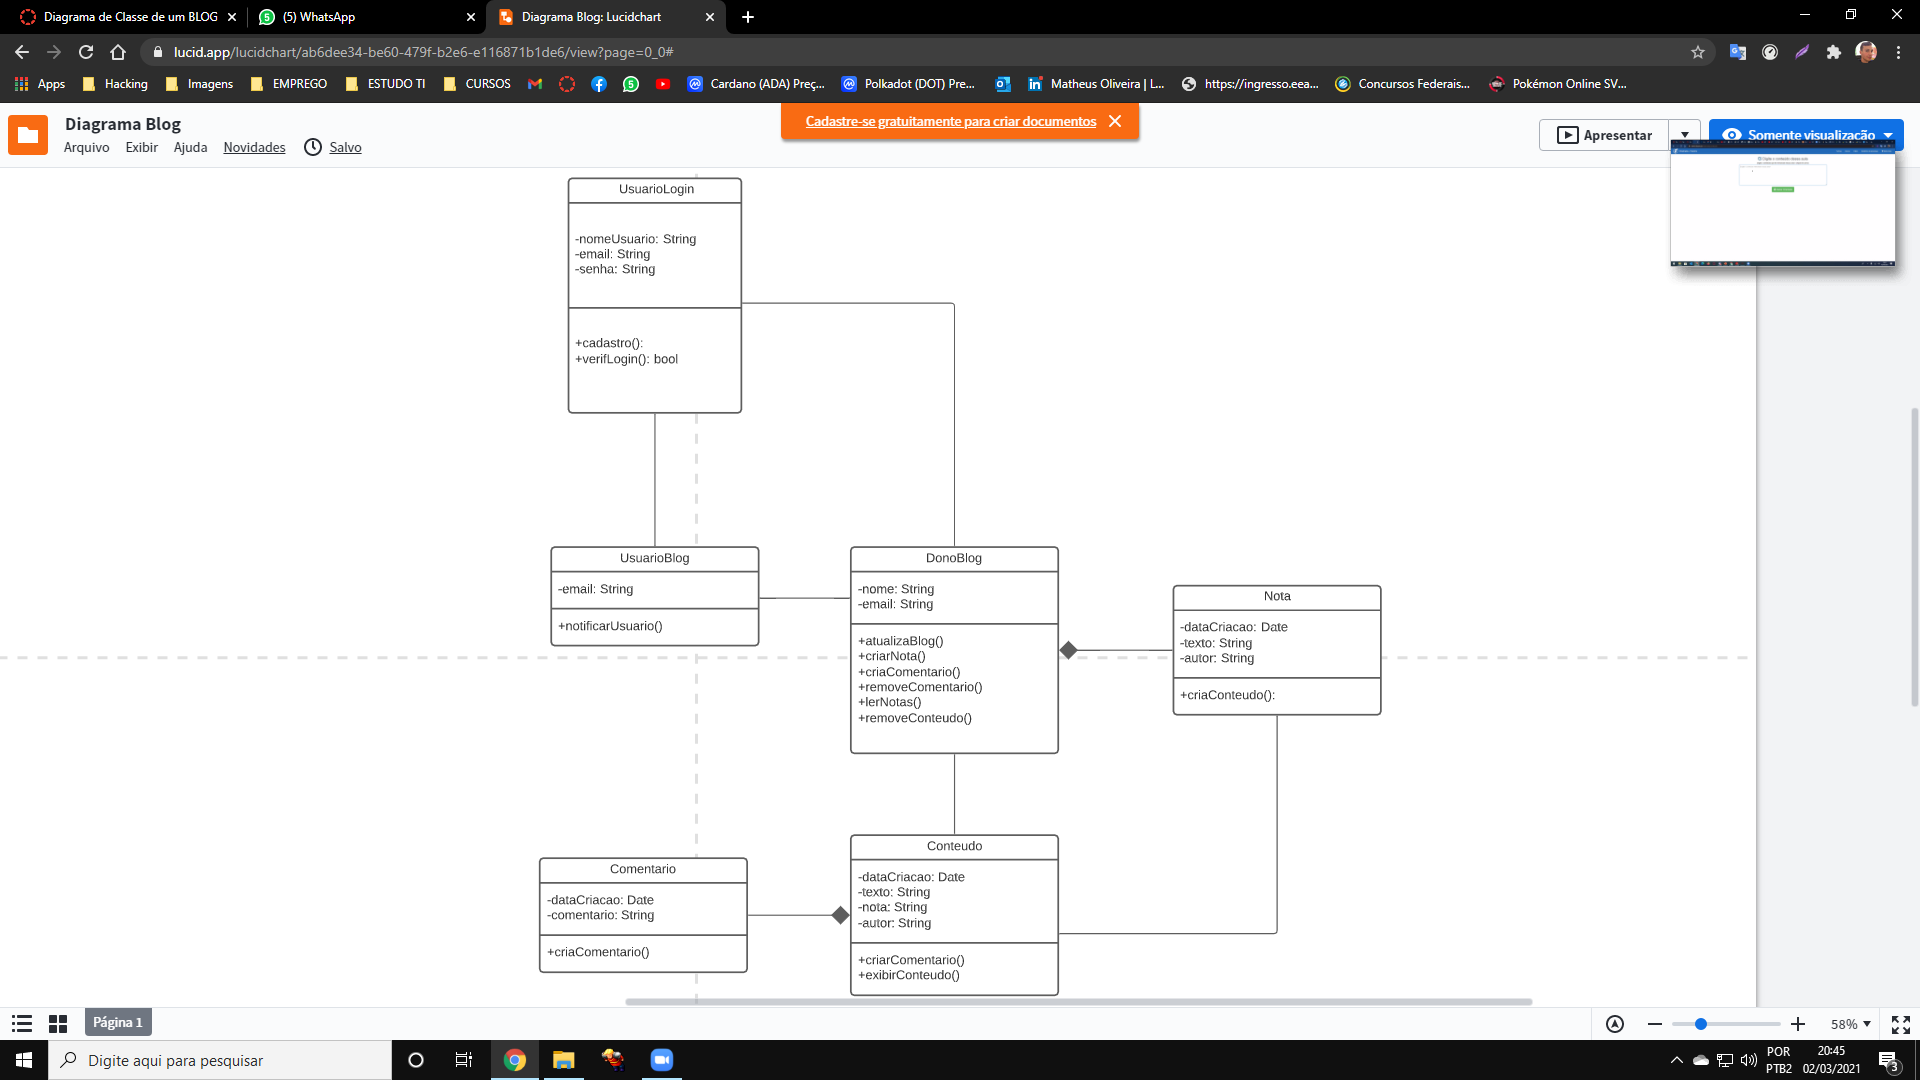 Diagrama de Classe de um BLOG
(5) WhatsApp
Diagrama Blog: Lucidchart
lucid.app/lucidchart/ab6dee34-be60-479f-b2e6-e116871b1de6/view?page=0_0#
Apps
Hacking
Imagens
EMPREGO
ESTUDO TI
CURSOS
Cardano (ADA) Preç...
Polkadot (DOT) Pre...
Matheus Oliveira | L...
https://ingresso.eea...
Concursos Federais...
Pokémon Online SV...
Diagrama Blog
Cadastre-se gratuitamente para criar documentos
Apresentar
Somente visualização
Arquivo
Exibir
Ajuda
Novidades
Salvo
UsuarioLogin
-nomeUsuario: String
-email: String
-senha: String
+cadastro():
+verifLogin(): bool
UsuarioBlog
-email: String
+notificarUsuario()
DonoBlog
-nome: String
-email: String
+atualizaBlog()
+criarNota()
+criaComentario()
+removeComentario()
+lerNotas()
+removeConteudo()
Nota
-dataCriacao: Date
-texto: String
-autor: String
+criaConteudo():
Comentario
-dataCriacao: Date
-comentario: String
+criaComentario()
Conteudo
-dataCriacao: Date
-texto: String
-nota: String
-autor: String
+criarComentario()
+exibirConteudo()
Página 1
58%
Digite aqui para pesquisar
POR
PTB2
20:45
02/03/2021
3